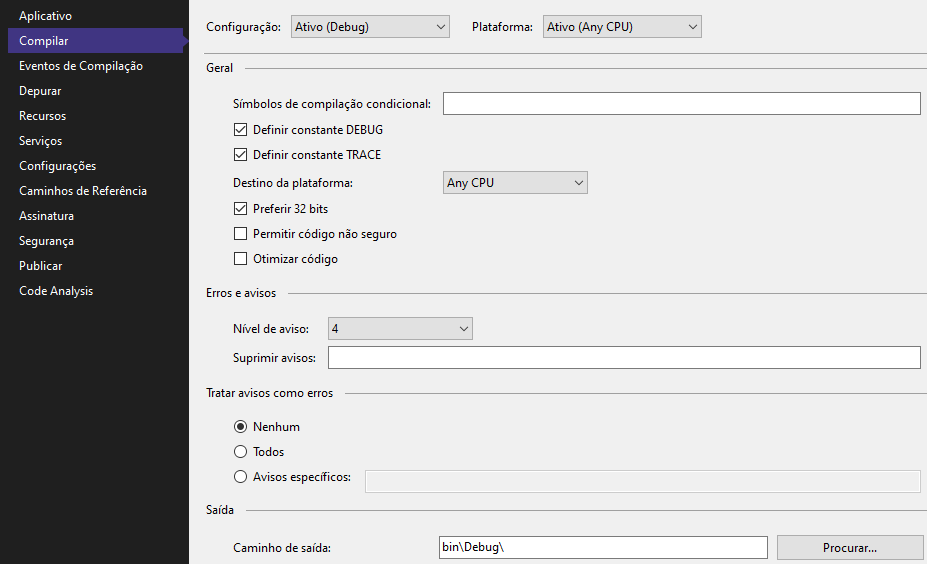 Aplicativo
Compilar
Eventos de Compilação
Depurar
Recursos
Serviços
Configurações
Caminhos de Referência
Assinatura
Segurança
Publicar
Code Analysis
Configuração: Ativo (Debug) Plataforma: Ativo (Any CPU)
Geral
Símbolos de compilação condicional:
Definir constante DEBUG
Definir constante TRACE
Destino da plataforma: Any CPU
Preferir 32 bits
Permitir código não seguro
Otimizar código
Erros e avisos
Nível de aviso: 4
Suprimir avisos:
Tratar avisos como erros
Nenhum
Todos
Avisos específicos:
Saída
Caminho de saída: bin\Debug\ Procurar...